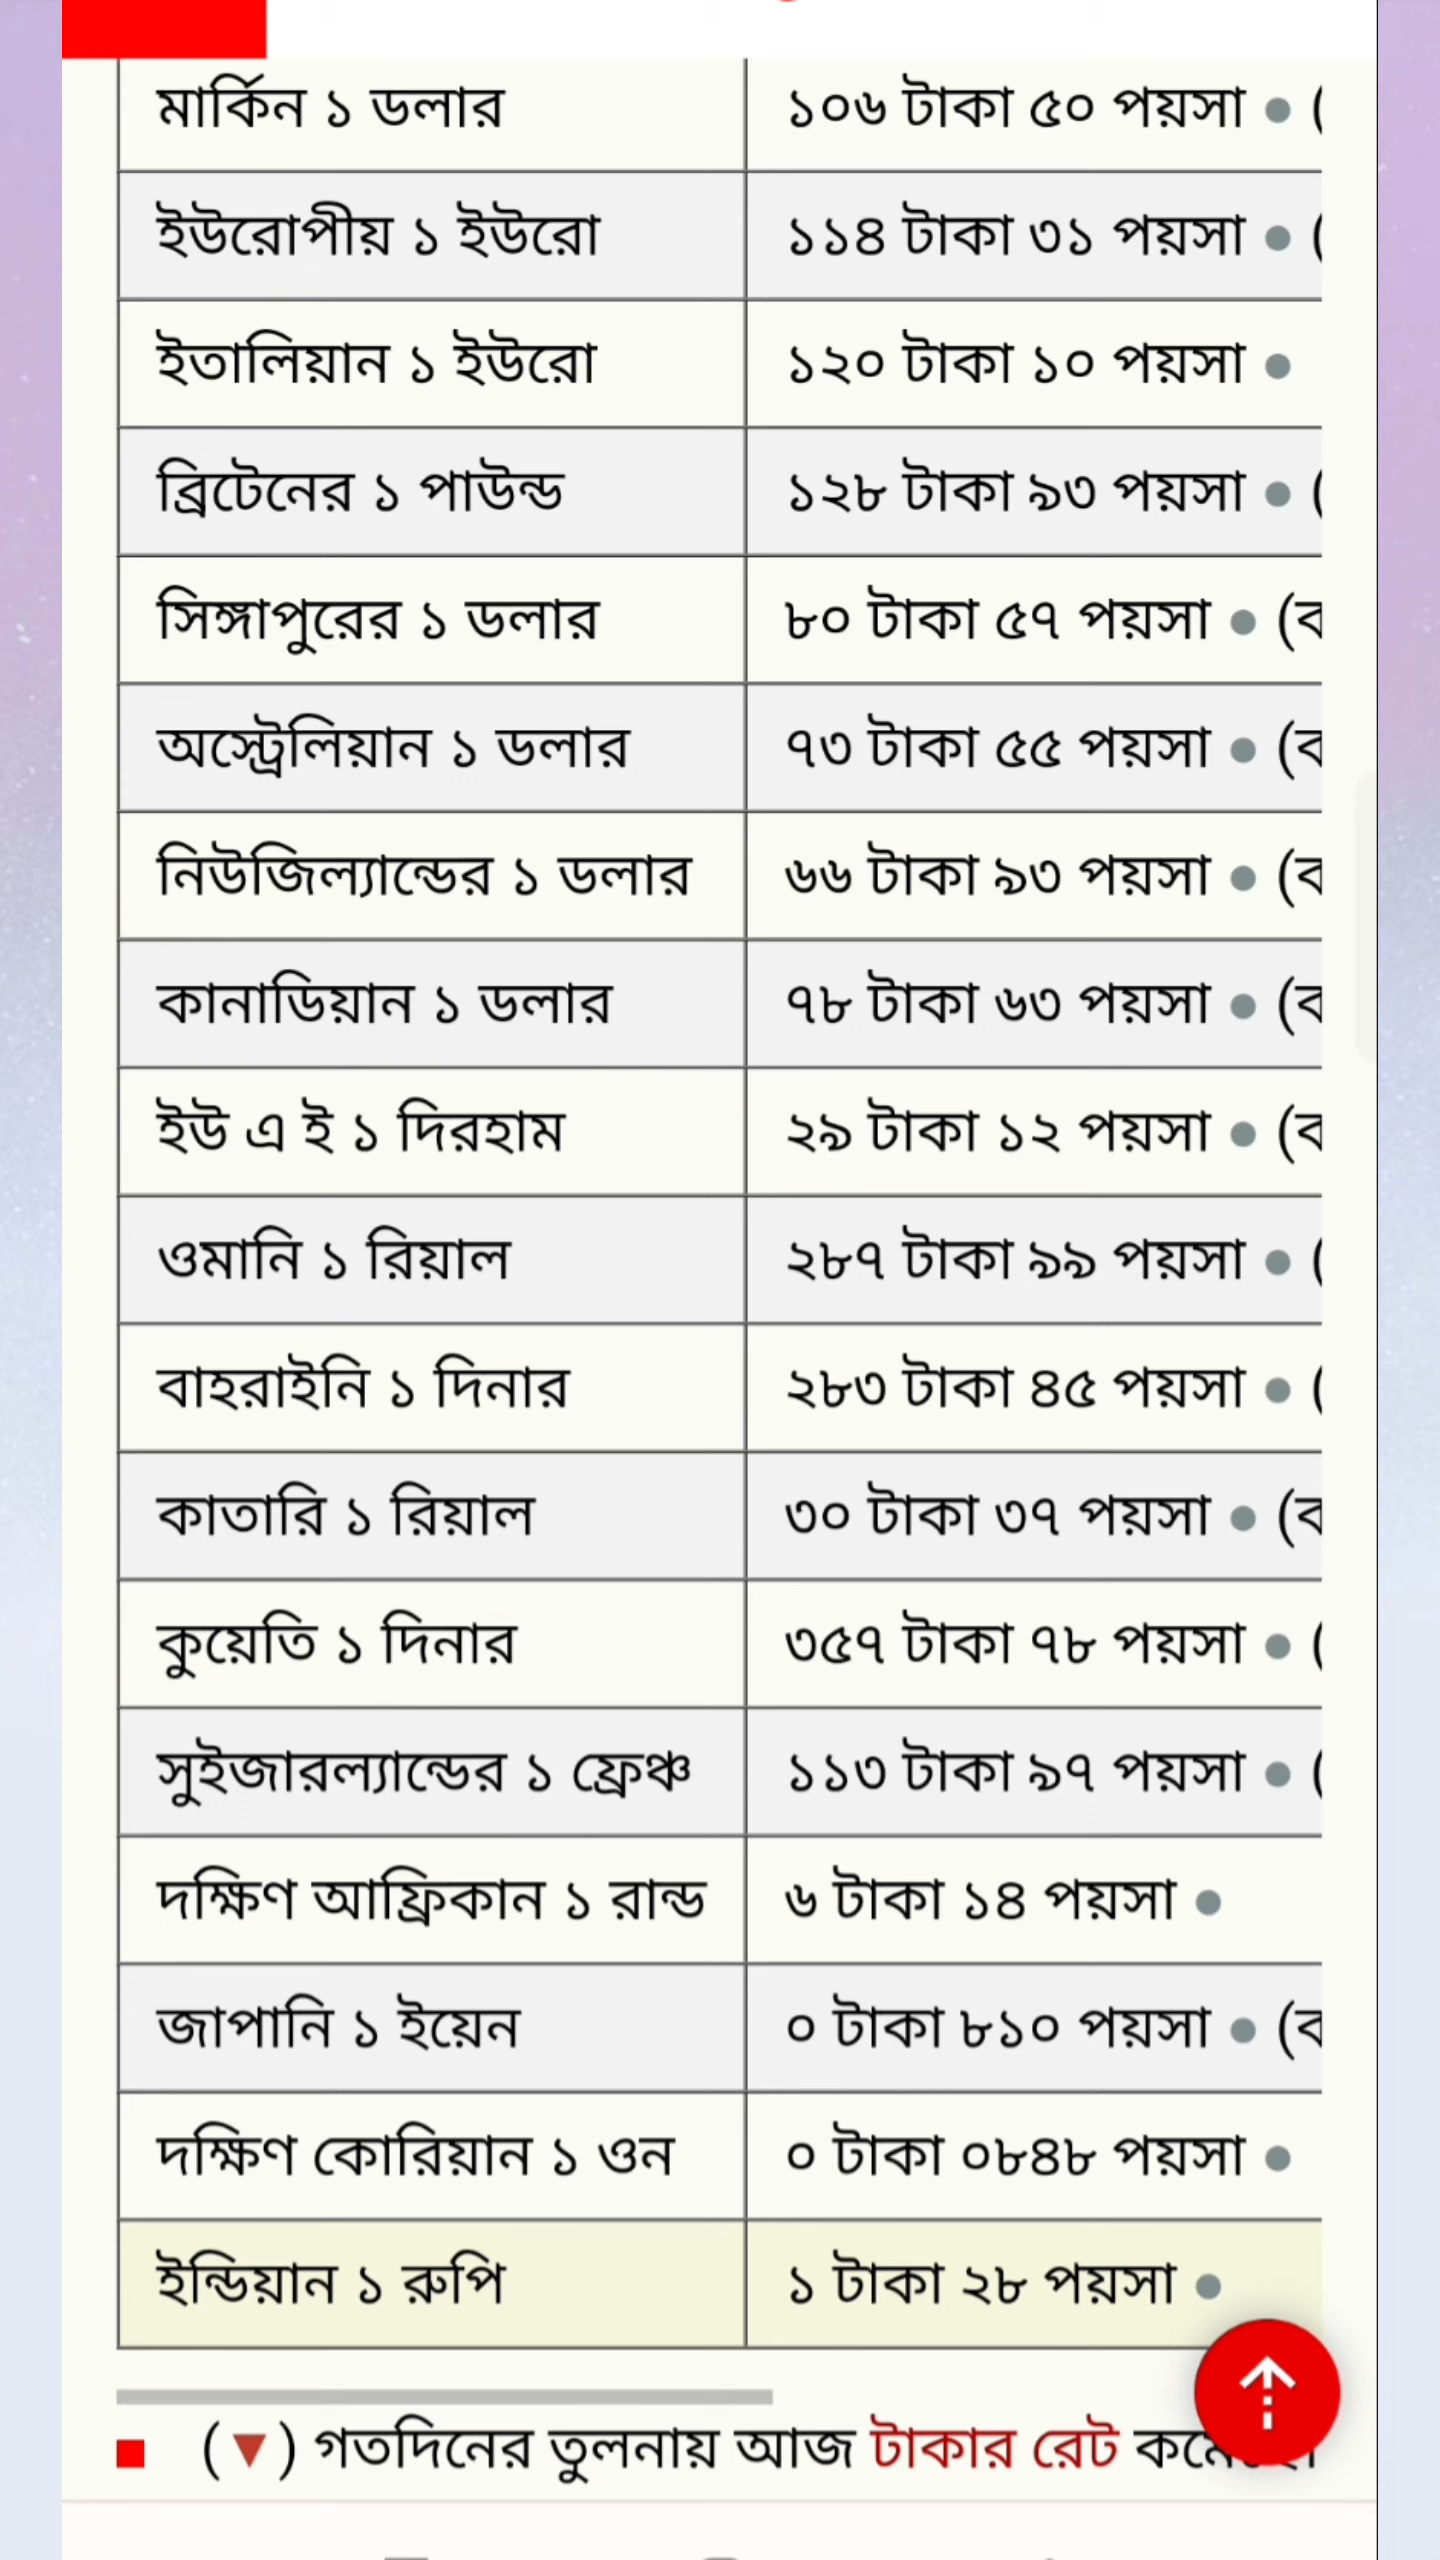 মার্কিন ১ ডলার ১০৬ টাকা ৫০ পয়সা ● (
ইউরোপীয় ১ ইউরো ১১৪ টাকা ৩১ পয়সা ● (
ইতালিয়ান ১ ইউরো ১২০ টাকা ১০ পয়সা ●
ব্রিটেনের ১ পাউন্ড ১২৮ টাকা ৯৩ পয়সা ● (
সিঙ্গাপুরের ১ ডলার ৮০ টাকা ৫৭ পয়সা ● (
অস্ট্রেলিয়ান ১ ডলার ৭৩ টাকা ৫৫ পয়সা ● (
নিউজিল্যান্ডের ১ ডলার ৬৬ টাকা ৯৩ পয়সা ● (
কানাডিয়ান ১ ডলার ৭৮ টাকা ৬৩ পয়সা ● (
ইউ এ ই ১ দিরহাম ২৯ টাকা ১২ পয়সা ● (
ওমানি ১ রিয়াল ২৮৭ টাকা ৯৯ পয়সা ● (
বাহরাইনি ১ দিনার ২৮৩ টাকা ৪৫ পয়সা ● (
কাতারি ১ রিয়াল ৩০ টাকা ৩৭ পয়সা ● (
কুয়েতি ১ দিনার ৩৫৭ টাকা ৭৮ পয়সা ● (
সুইজারল্যান্ডের ১ ফ্রেঞ্চ ১১৩ টাকা ৯৭ পয়সা ● (
দক্ষিণ আফ্রিকান ১ রান্ড ৬ টাকা ১৪ পয়সা ●
জাপানি ১ ইয়েন ০ টাকা ৮১০ পয়সা ● (
দক্ষিণ কোরিয়ান ১ ওন ০ টাকা ০৮৪৮ পয়সা ●
ইন্ডিয়ান ১ রুপি ১ টাকা ২৮ পয়সা ●
(▼) গতদিনের তুলনায় আজ টাকার রেট